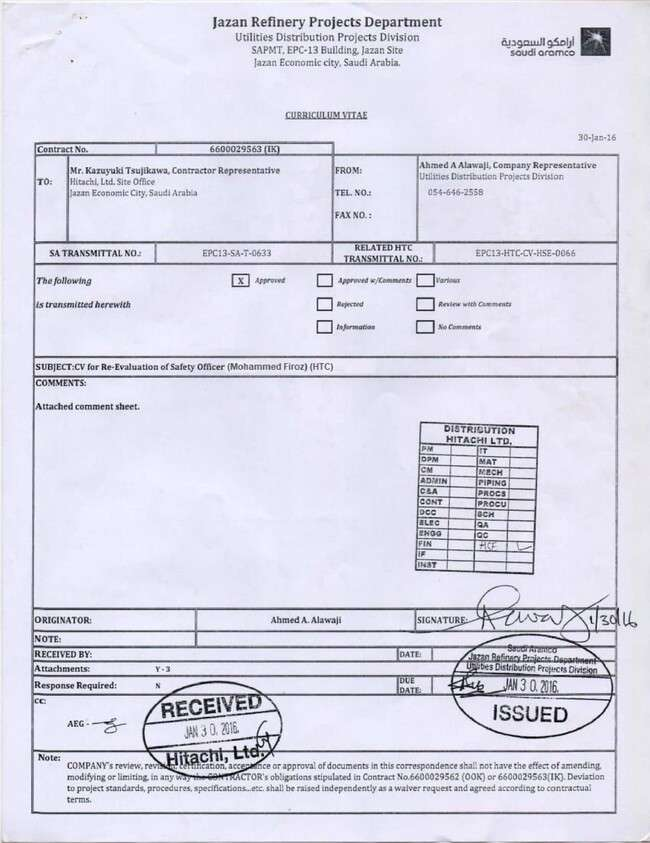 Jazan Refinery Projects Department
Utilities Distribution Projects Division
SAPMT, EPC-13 Building, Jazan Site
Jazan Economic city, Saudi Arabia.
أرامكو السعودية
saudi aramco
CURRICULUM VITAE
30-Jan-16
Contract No. 6600029563 (IK)
TO:
Mr. Kazuyuki Tsujikawa, Contractor Representative
Hitachi, Ltd. Site Office
Jazan Economic City, Saudi Arabia
FROM:
Ahmed A Alawaji, Company Representative
Utilities Distribution Projects Division
TEL. NO.: 054-646-2558
FAX NO. :
SA TRANSMITTAL NO.: EPC13-SA-T-0633
RELATED HTC TRANSMITTAL NO.: EPC13-HTC-CV-HSE-0066
The following X Approved Approved w/Comments Various
is transmitted herewith Rejected Review with Comments
Information No Comments
SUBJECT:CV for Re-Evaluation of Safety Officer (Mohammed Firoz) (HTC)
COMMENTS:
Attached comment sheet.
DISTRIBUTION
HITACHI LTD.
PM IT
DPM MAT
CM MECH
ADMIN PIPING
C&A PROCS
CONT PROCU
DCC SCH
ELEC QA
ENGG QC
FIN HSE
IF
INST
ORIGINATOR: Ahmed A. Alawaji SIGNATURE: 1/30/16
NOTE:
RECEIVED BY: DATE:
Attachments: Y - 3
Response Required: N DUE DATE:
Saudi Aramco
Jazan Refinery Projects Department
Utilities Distribution Projects Division
JAN 30. 2016.
ISSUED
CC:
AEG -
RECEIVED
JAN 30. 2016.
Hitachi, Ltd.
Note:
COMPANY's review, revision, certification, acceptance or approval of documents in this correspondence shall not have the effect of amending,
modifying or limiting, in any way the CONTRACTOR's obligations stipulated in Contract No.6600029562 (OOK) or 6600029563(IK). Deviation
to project standards, procedures, specifications...etc. shall be raised independently as a waiver request and agreed according to contractual
terms.